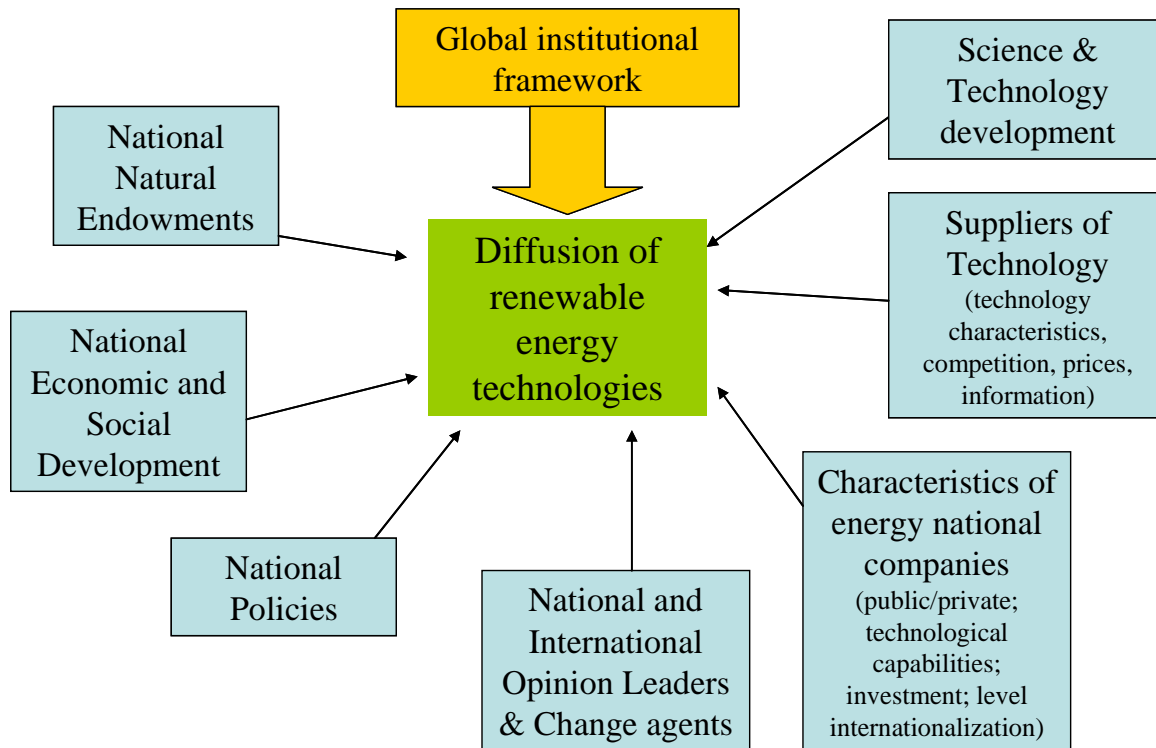 Global institutional
framework
Science &
Technology
development
National
Natural
Endowments
Diffusion of
renewable
energy
technologies
Suppliers of
Technology
(technology
characteristics,
competition, prices,
information)
National
Economic and
Social
Development
Characteristics of
energy national
companies
(public/private;
technological
capabilities;
investment; level
internationalization)
National
Policies
National and
International
Opinion Leaders
& Change agents